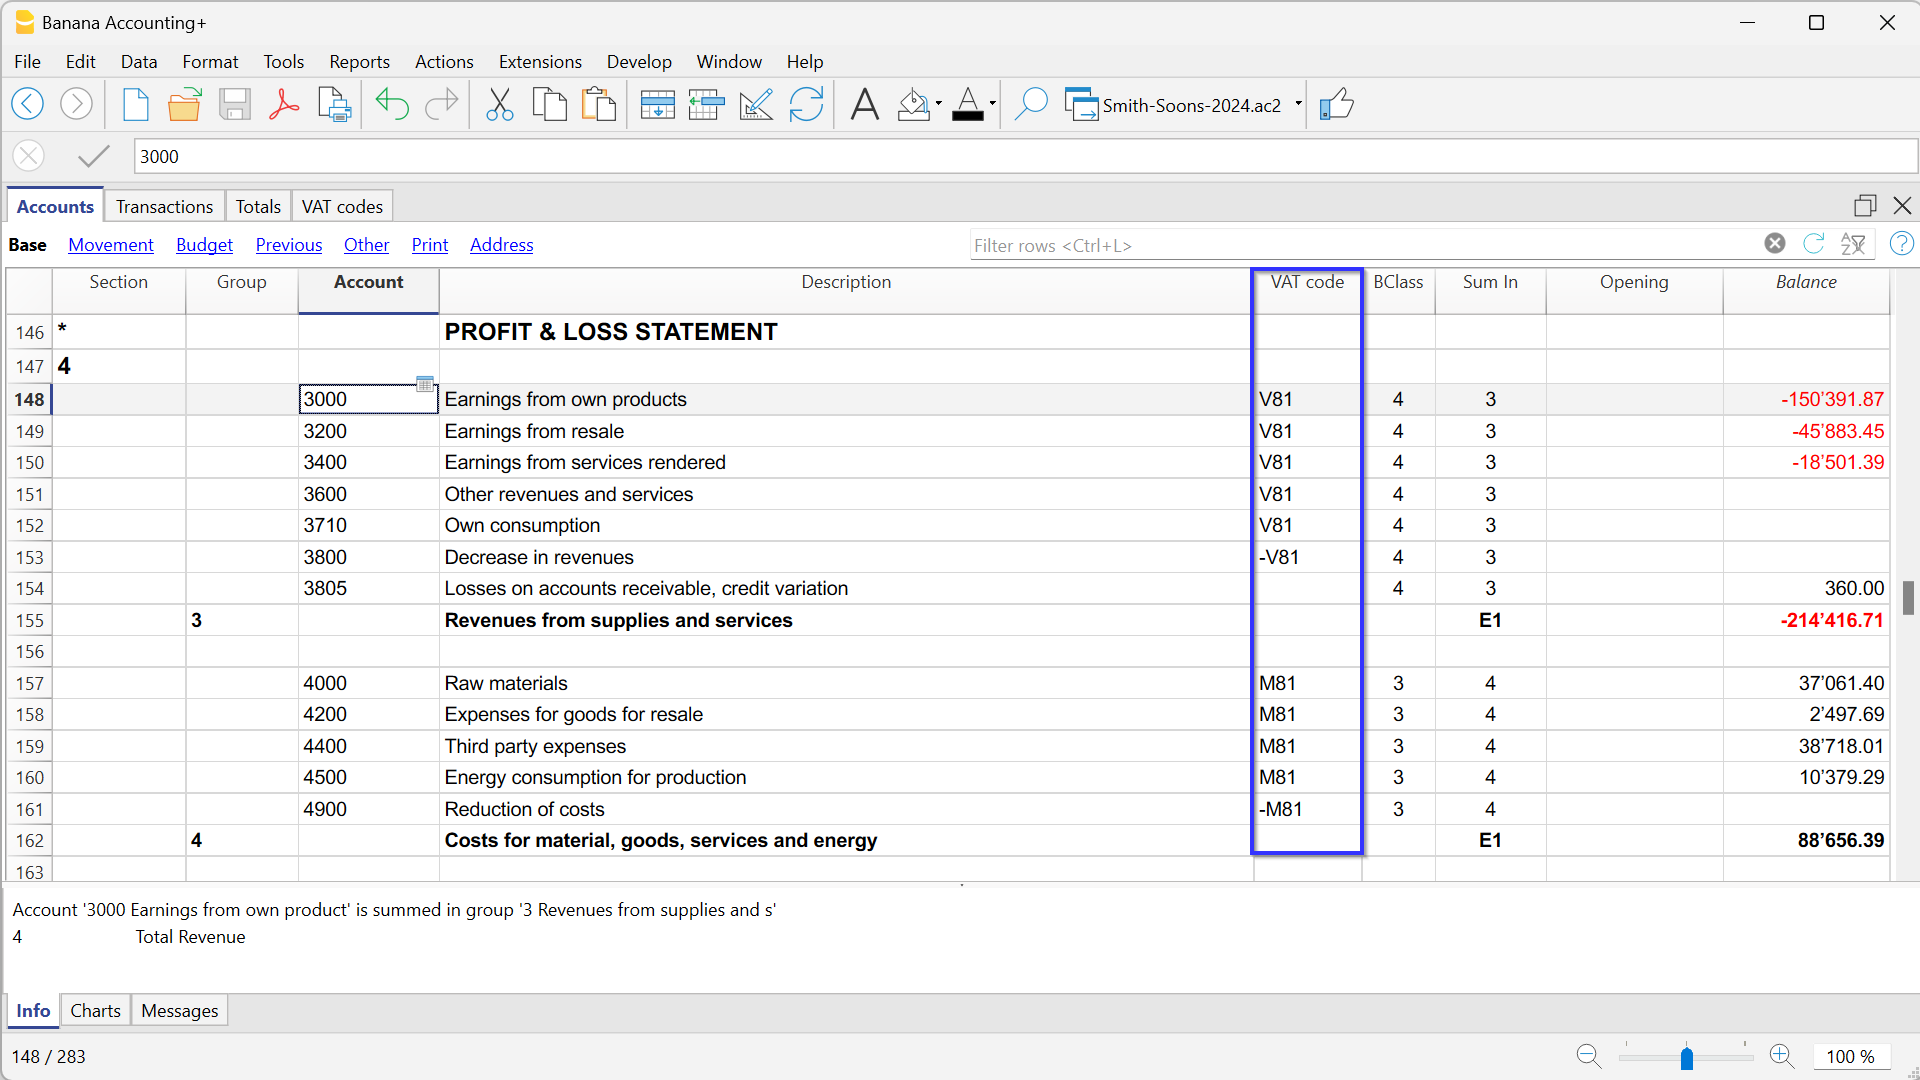 Banana Accounting+
File Edit Data Format Tools Reports Actions Extensions Develop Window Help
Smith-Soons-2024.ac2
3000
Accounts Transactions Totals VAT codes
Base Movement Budget Previous Other Print Address Filter rows <Ctrl+L>
Section Group Account Description VAT code BClass Sum In Opening Balance
146 * PROFIT & LOSS STATEMENT
147 4
148 3000 Earnings from own products V81 4 3 -150’391.87
149 3200 Earnings from resale V81 4 3 -45’883.45
150 3400 Earnings from services rendered V81 4 3 -18’501.39
151 3600 Other revenues and services V81 4 3
152 3710 Own consumption V81 4 3
153 3800 Decrease in revenues -V81 4 3
154 3805 Losses on accounts receivable, credit variation 4 3 360.00
155 3 Revenues from supplies and services E1 -214’416.71
156
157 4000 Raw materials M81 3 4 37’061.40
158 4200 Expenses for goods for resale M81 3 4 2’497.69
159 4400 Third party expenses M81 3 4 38’718.01
160 4500 Energy consumption for production M81 3 4 10’379.29
161 4900 Reduction of costs -M81 3 4
162 4 Costs for material, goods, services and energy E1 88’656.39
163
Account '3000 Earnings from own product' is summed in group '3 Revenues from supplies and s'
4 Total Revenue
Info Charts Messages
148 / 283 100 %